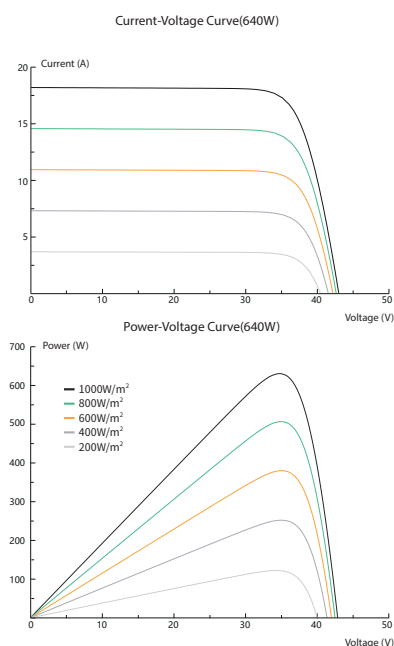 Current-Voltage Curve(640W)
20 Current (A)
15
10
5
0 10 20 30 40 50
Voltage (V)
Power-Voltage Curve(640W)
700 Power (W)
600
1000W/m²
800W/m²
500
600W/m²
400W/m²
200W/m²
400
300
200
100
0 10 20 30 40 50
Voltage (V)